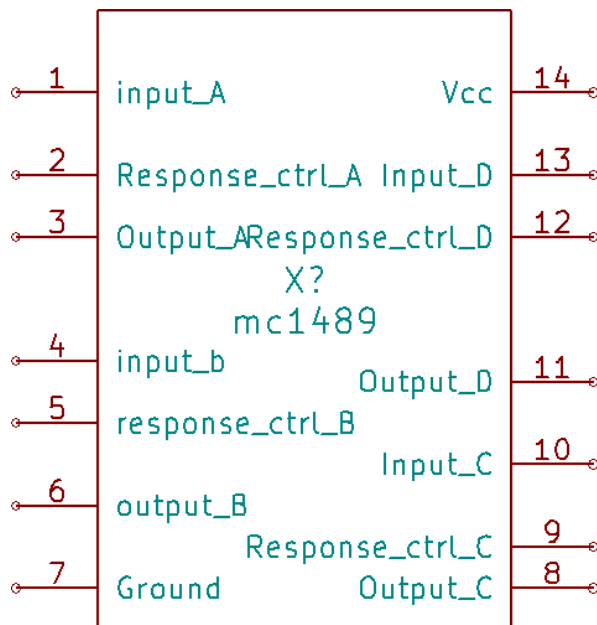 1 input_A Vcc 14
2 Response_ctrl_A Input_D 13
3 Output_A Response_ctrl_D 12
X?
mc1489
4 input_b
Output_D 11
5 response_ctrl_B
Input_C 10
6 output_B
Response_ctrl_C 9
7 Ground Output_C 8